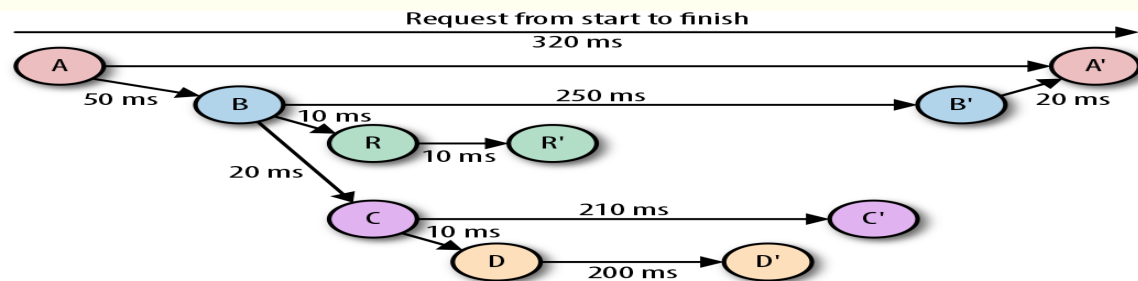 Request from start to finish
320 ms
A
A'
50 ms
B
250 ms
B'
20 ms
10 ms
R
10 ms
R'
20 ms
C
210 ms
C'
10 ms
D
200 ms
D'